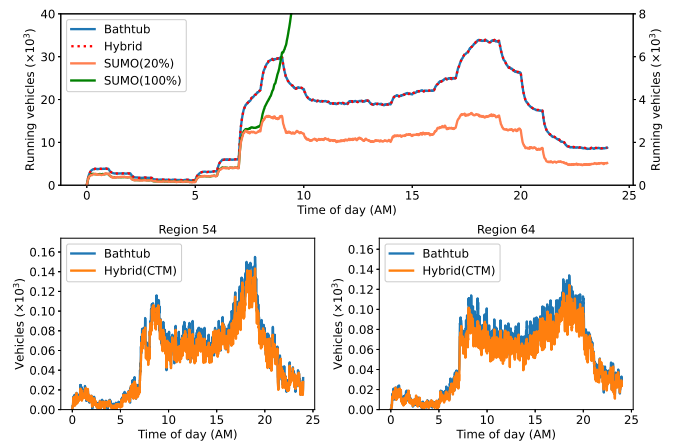 40
30
20
10
0
Running vehicles (×10³)
Bathtub
Hybrid
SUMO(20%)
SUMO(100%)
8
6
4
2
0
Running vehicles (×10³)
0 5 10 15 20 25
Time of day (AM)
Region 54
0.16
0.14
0.12
0.10
0.08
0.06
0.04
0.02
0.00
Vehicles (×10³)
Bathtub
Hybrid(CTM)
0 5 10 15 20 25
Time of day (AM)
Region 64
0.16
0.14
0.12
0.10
0.08
0.06
0.04
0.02
0.00
Vehicles (×10³)
Bathtub
Hybrid(CTM)
0 5 10 15 20 25
Time of day (AM)